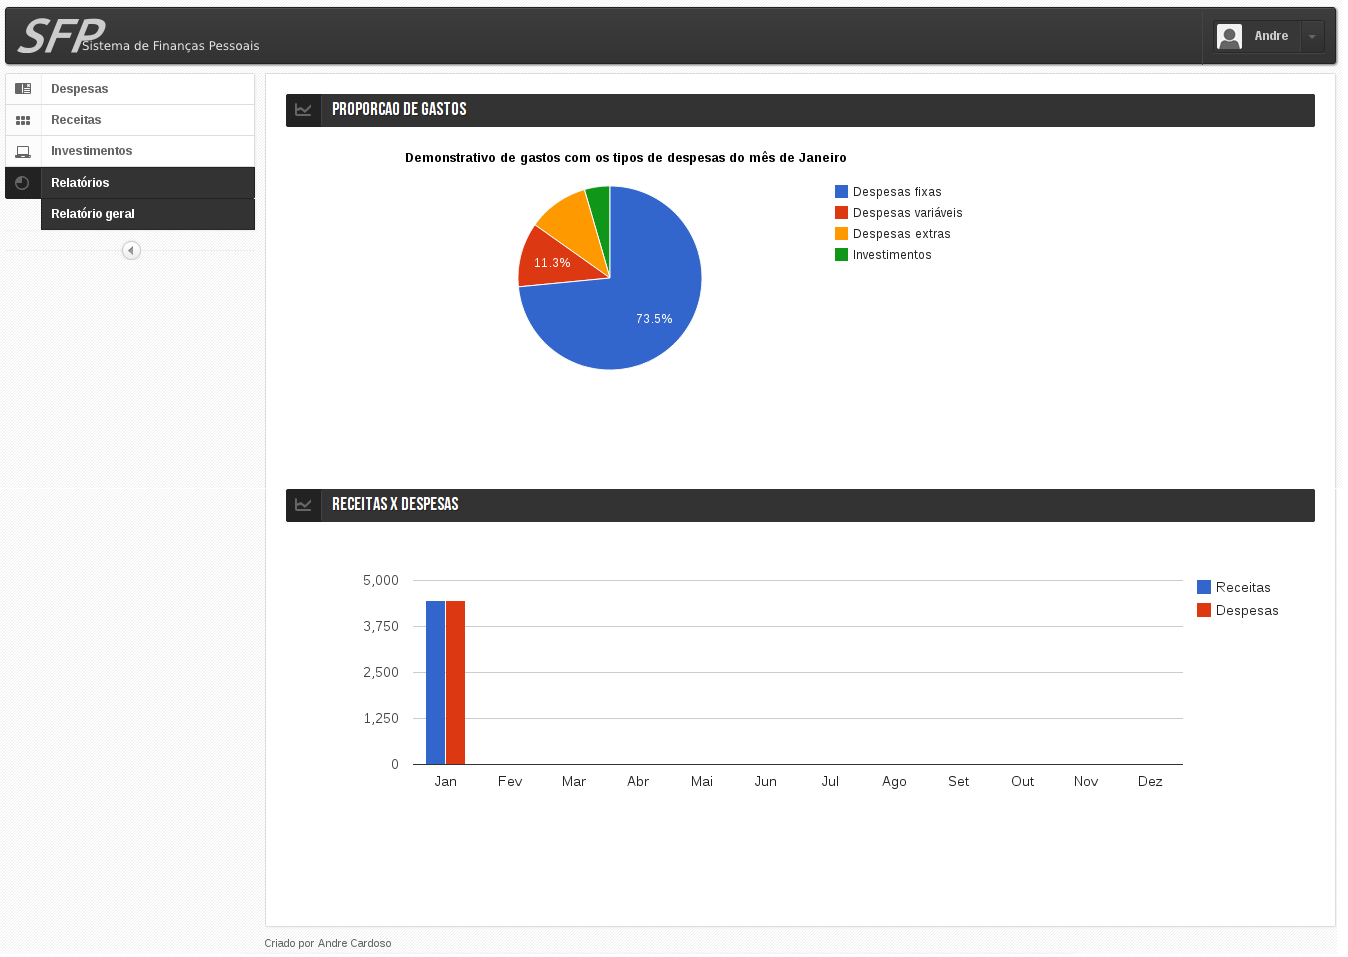 SFP
Sistema de Finanças Pessoais
Andre
Despesas
Receitas
Investimentos
Relatórios
Relatório geral
PROPORCAO DE GASTOS
Demonstrativo de gastos com os tipos de despesas do mês de Janeiro
Despesas fixas
Despesas variáveis
Despesas extras
Investimentos
11.3%
73.5%
RECEITAS X DESPESAS
5,000
3,750
2,500
1,250
0
Jan Fev Mar Abr Mai Jun Jul Ago Set Out Nov Dez
Receitas
Despesas
Criado por Andre Cardoso